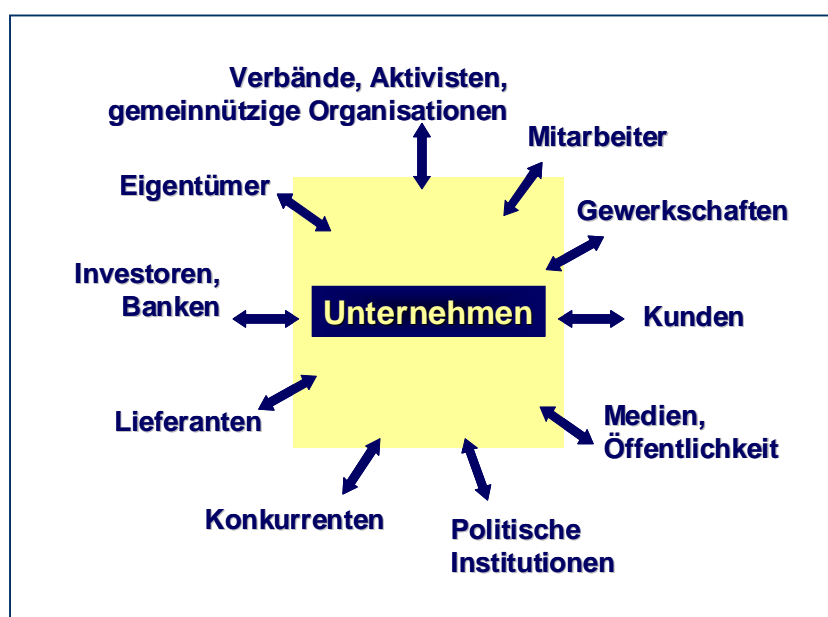 Verbände, Aktivisten,
gemeinnützige Organisationen
Mitarbeiter
Eigentümer
Gewerkschaften
Investoren,
Banken
Unternehmen
Kunden
Lieferanten
Medien,
Öffentlichkeit
Konkurrenten
Politische
Institutionen